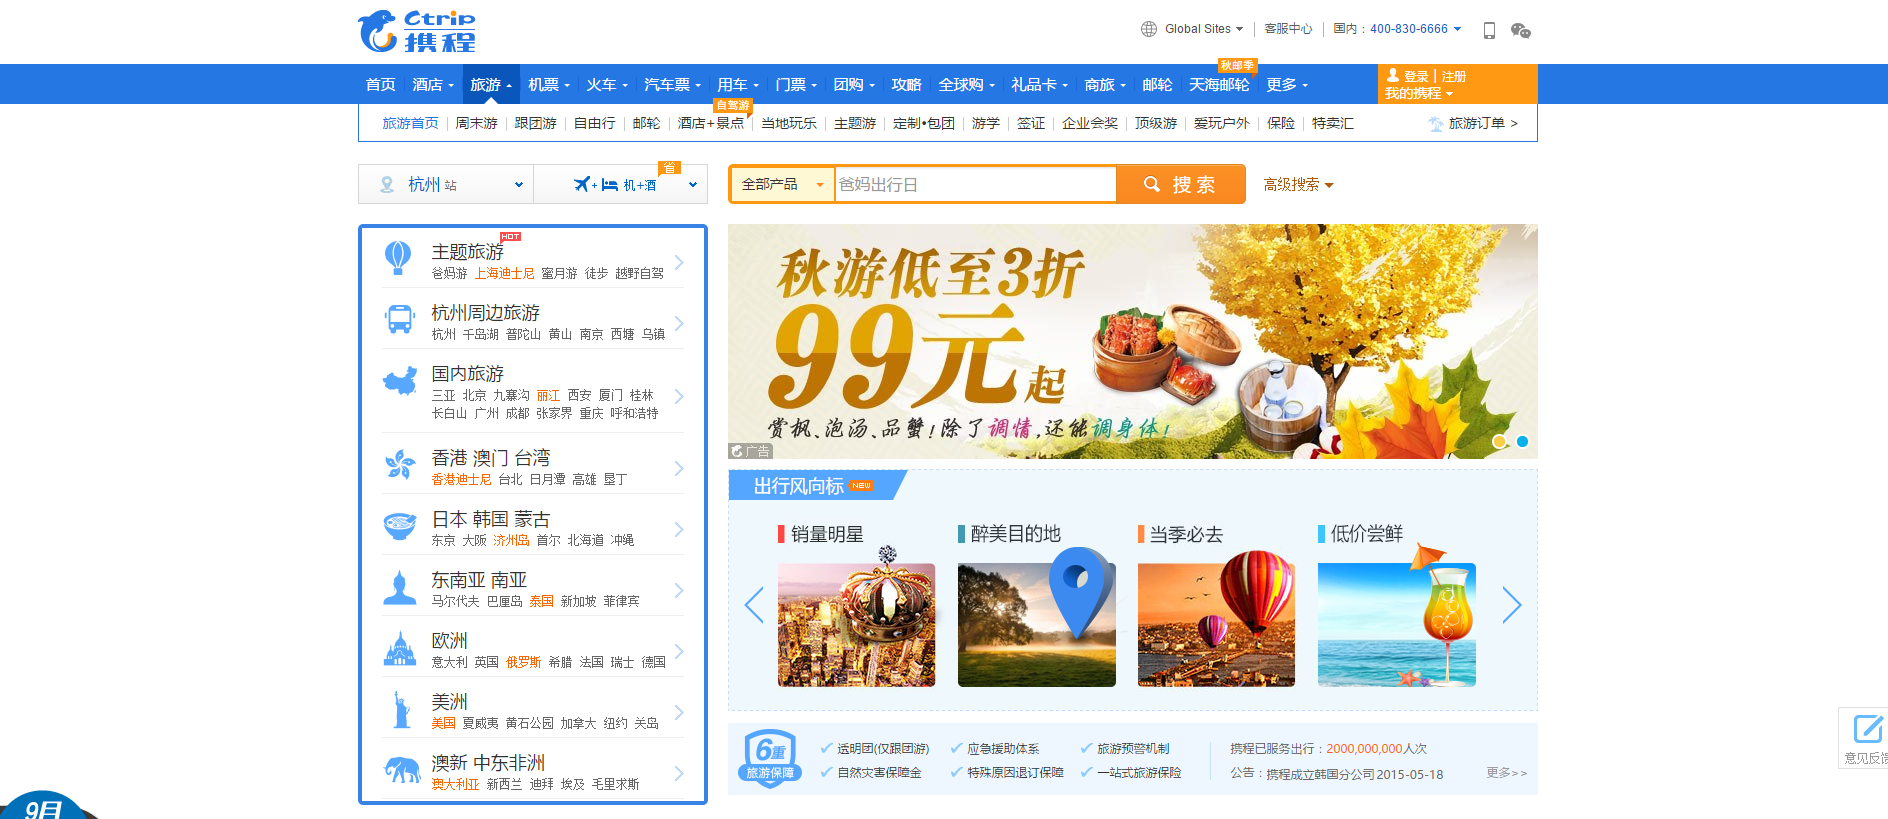 Ctrip
携程
Global Sites 客服中心 国内：400-830-6666
秋邮季
首页 酒店 旅游 机票 火车 汽车票 用车 门票 团购 攻略 全球购 礼品卡 商旅 邮轮 天海邮轮 更多
登录 | 注册
我的携程
自驾游
旅游首页 周末游 跟团游 自由行 邮轮 酒店+景点 当地玩乐 主题游 定制•包团 游学 签证 企业会奖 顶级游 爱玩户外 保险 特卖汇 旅游订单 >
杭州 站
省
+ 机+酒
全部产品 爸妈出行日 搜索 高级搜索
主题旅游 HOT
爸妈游 上海迪士尼 蜜月游 徒步 越野自驾
杭州周边旅游
杭州 千岛湖 普陀山 黄山 南京 西塘 乌镇
国内旅游
三亚 北京 九寨沟 丽江 西安 厦门 桂林
长白山 广州 成都 张家界 重庆 呼和浩特
香港 澳门 台湾
香港迪士尼 台北 日月潭 高雄 垦丁
日本 韩国 蒙古
东京 大阪 济州岛 首尔 北海道 冲绳
东南亚 南亚
马尔代夫 巴厘岛 泰国 新加坡 菲律宾
欧洲
意大利 英国 俄罗斯 希腊 法国 瑞士 德国
美洲
美国 夏威夷 黄石公园 加拿大 纽约 关岛
澳新 中东非洲
澳大利亚 新西兰 迪拜 埃及 毛里求斯
秋游低至3折
99元起
赏枫、泡汤、品蟹！除了调情，还能调身体！
广告
出行风向标 NEW
销量明星 醉美目的地 当季必去 低价尝鲜
6重
旅游保障
透明团(仅跟团游) 应急援助体系 旅游预警机制
自然灾害保障金 特殊原因退订保障 一站式旅游保险
携程已服务出行：2000,000,000人次
公告：携程成立韩国分公司 2015-05-18 更多>>
意见反馈
9月